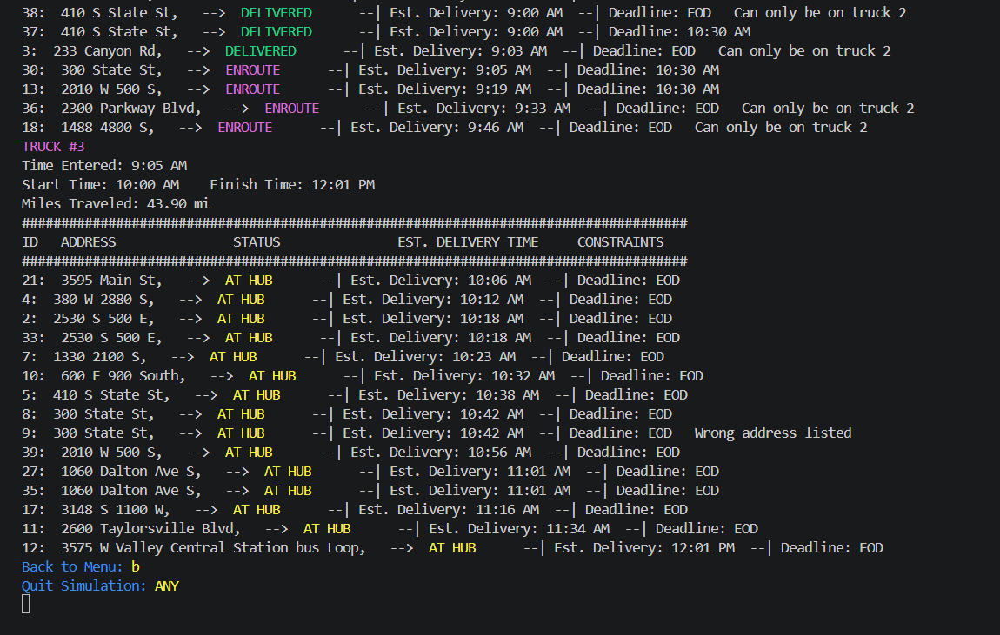 38:  410 S State St,   -->  DELIVERED      --| Est. Delivery: 9:00 AM  --| Deadline: EOD   Can only be on truck 2
37:  410 S State St,   -->  DELIVERED      --| Est. Delivery: 9:00 AM  --| Deadline: 10:30 AM
3:  233 Canyon Rd,   -->  DELIVERED      --| Est. Delivery: 9:03 AM  --| Deadline: EOD   Can only be on truck 2
30:  300 State St,   -->  ENROUTE      --| Est. Delivery: 9:05 AM  --| Deadline: 10:30 AM
13:  2010 W 500 S,   -->  ENROUTE      --| Est. Delivery: 9:19 AM  --| Deadline: 10:30 AM
36:  2300 Parkway Blvd,   -->  ENROUTE      --| Est. Delivery: 9:33 AM  --| Deadline: EOD   Can only be on truck 2
18:  1488 4800 S,   -->  ENROUTE      --| Est. Delivery: 9:46 AM  --| Deadline: EOD   Can only be on truck 2
TRUCK #3
Time Entered: 9:05 AM
Start Time: 10:00 AM    Finish Time: 12:01 PM
Miles Traveled: 43.90 mi
#####################################################################################
ID   ADDRESS               STATUS               EST. DELIVERY TIME     CONSTRAINTS
#####################################################################################
21:  3595 Main St,   -->  AT HUB      --| Est. Delivery: 10:06 AM  --| Deadline: EOD
4:  380 W 2880 S,   -->  AT HUB      --| Est. Delivery: 10:12 AM  --| Deadline: EOD
2:  2530 S 500 E,   -->  AT HUB      --| Est. Delivery: 10:18 AM  --| Deadline: EOD
33:  2530 S 500 E,   -->  AT HUB      --| Est. Delivery: 10:18 AM  --| Deadline: EOD
7:  1330 2100 S,   -->  AT HUB      --| Est. Delivery: 10:23 AM  --| Deadline: EOD
10:  600 E 900 South,   -->  AT HUB      --| Est. Delivery: 10:32 AM  --| Deadline: EOD
5:  410 S State St,   -->  AT HUB      --| Est. Delivery: 10:38 AM  --| Deadline: EOD
8:  300 State St,   -->  AT HUB      --| Est. Delivery: 10:42 AM  --| Deadline: EOD
9:  300 State St,   -->  AT HUB      --| Est. Delivery: 10:42 AM  --| Deadline: EOD   Wrong address listed
39:  2010 W 500 S,   -->  AT HUB      --| Est. Delivery: 10:56 AM  --| Deadline: EOD
27:  1060 Dalton Ave S,   -->  AT HUB      --| Est. Delivery: 11:01 AM  --| Deadline: EOD
35:  1060 Dalton Ave S,   -->  AT HUB      --| Est. Delivery: 11:01 AM  --| Deadline: EOD
17:  3148 S 1100 W,   -->  AT HUB      --| Est. Delivery: 11:16 AM  --| Deadline: EOD
11:  2600 Taylorsville Blvd,   -->  AT HUB      --| Est. Delivery: 11:34 AM  --| Deadline: EOD
12:  3575 W Valley Central Station bus Loop,   -->  AT HUB      --| Est. Delivery: 12:01 PM  --| Deadline: EOD
Back to Menu: b
Quit Simulation: ANY